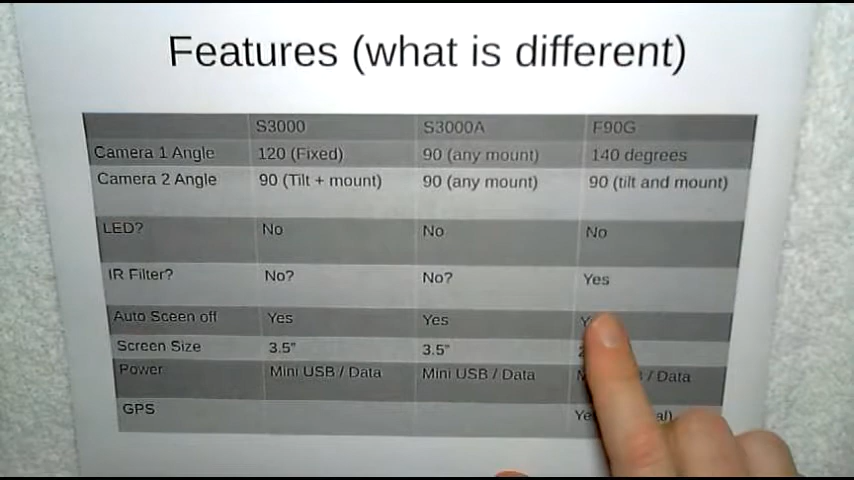 Features (what is different)
S3000 S3000A F90G
Camera 1 Angle 120 (Fixed) 90 (any mount) 140 degrees
Camera 2 Angle 90 (Tilt + mount) 90 (any mount) 90 (tilt and mount)
LED? No No No
IR Filter? No? No? Yes
Auto Sceen off Yes Yes
Screen Size 3.5" 3.5"
Power Mini USB / Data Mini USB / Data / Data
GPS